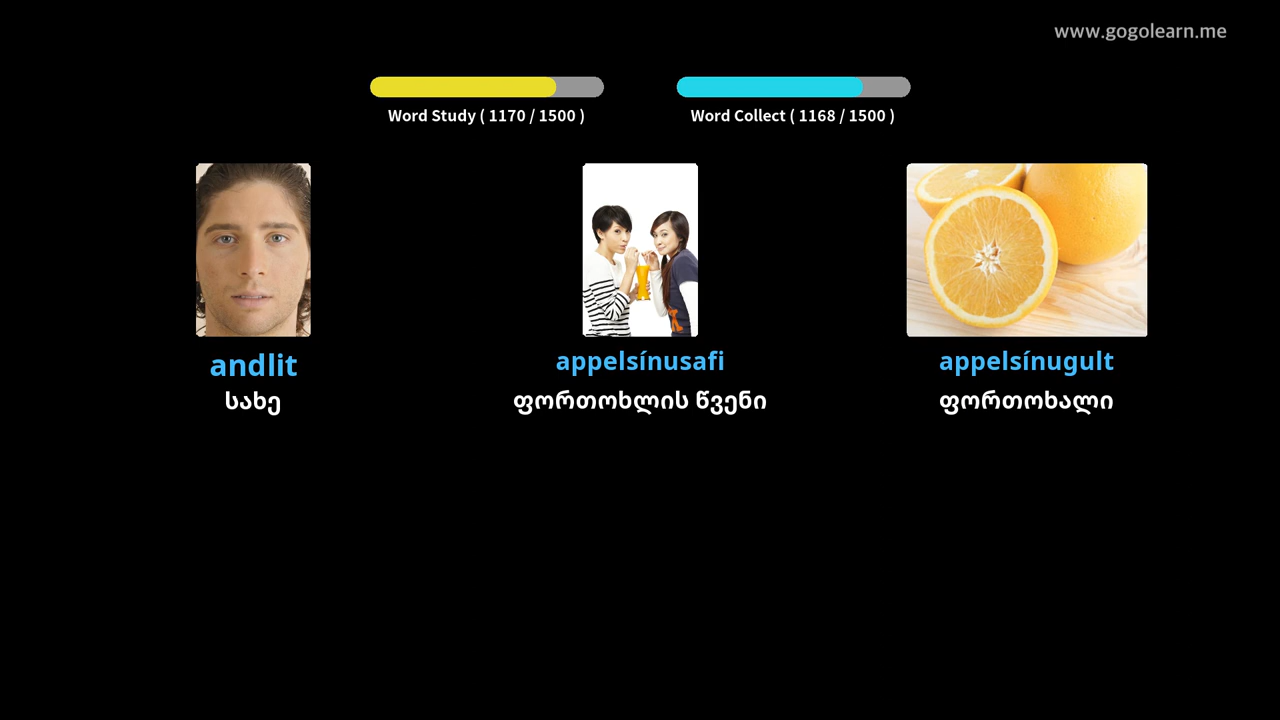 www.gogolearn.me
Word Study ( 1170 / 1500 )
Word Collect ( 1168 / 1500 )
andlit
სახე
appelsínusafi
ფორთოხლის წვენი
appelsínugult
ფორთოხალი